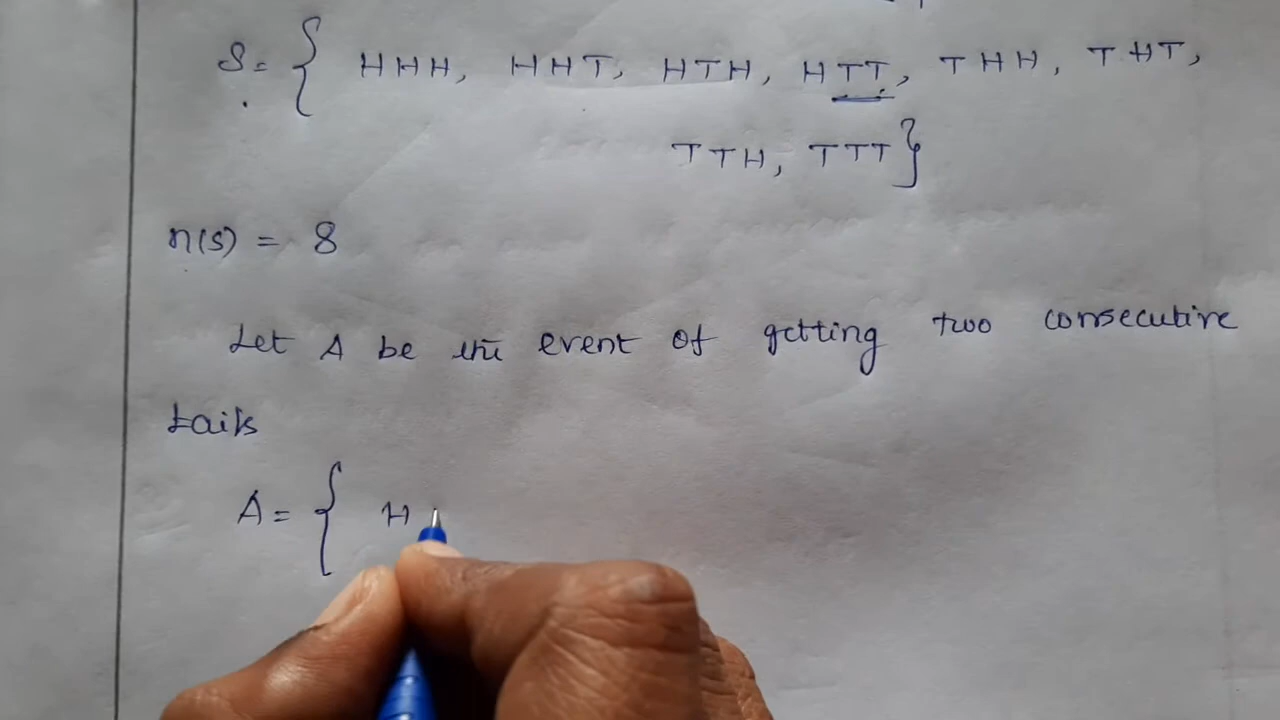 S = { HHH, HHT, HTH, HTT, THH, THT,
TTH, TTT}
n(s) = 8
Let A be the event of getting two consecutive
tails
A = { H